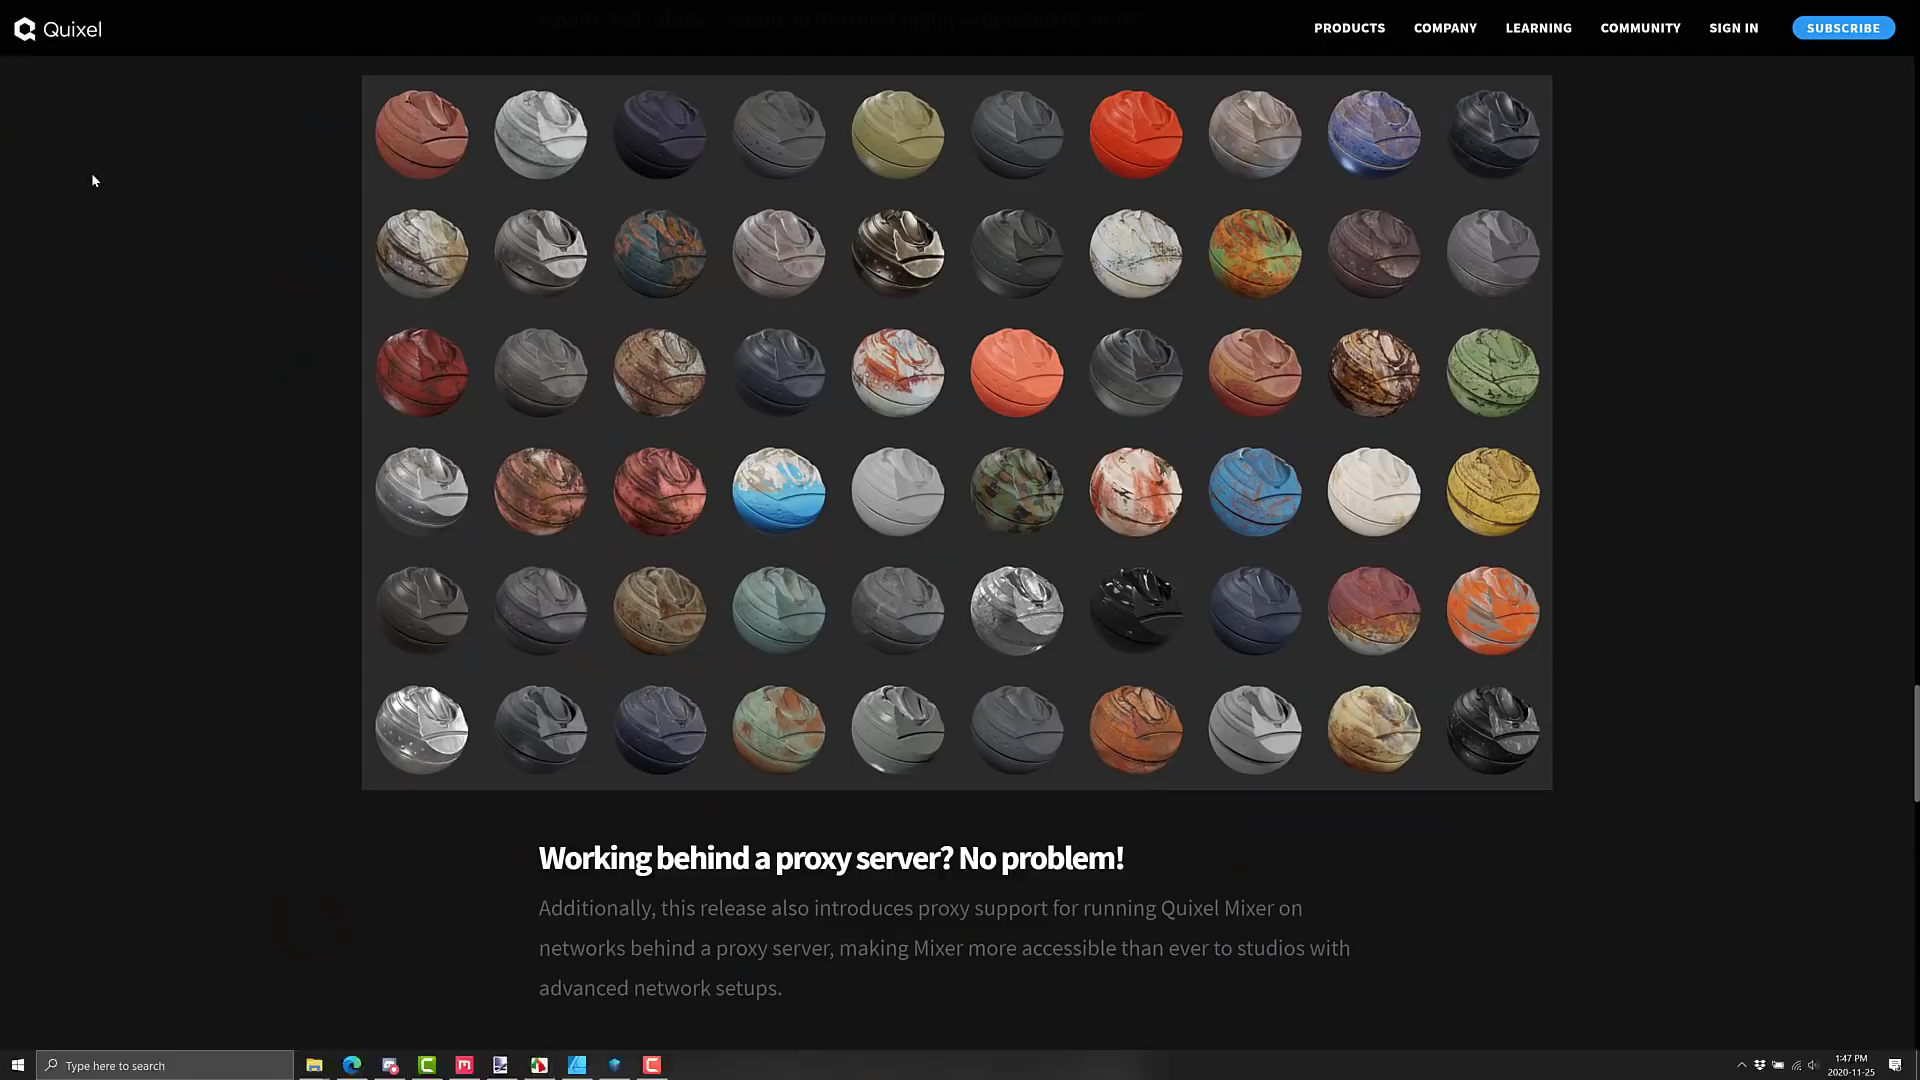 Quixel
PRODUCTS COMPANY LEARNING COMMUNITY SIGN IN SUBSCRIBE
Working behind a proxy server? No problem!
Additionally, this release also introduces proxy support for running Quixel Mixer on
networks behind a proxy server, making Mixer more accessible than ever to studios with
advanced network setups.
Type here to search
1:47 PM
2020-11-25